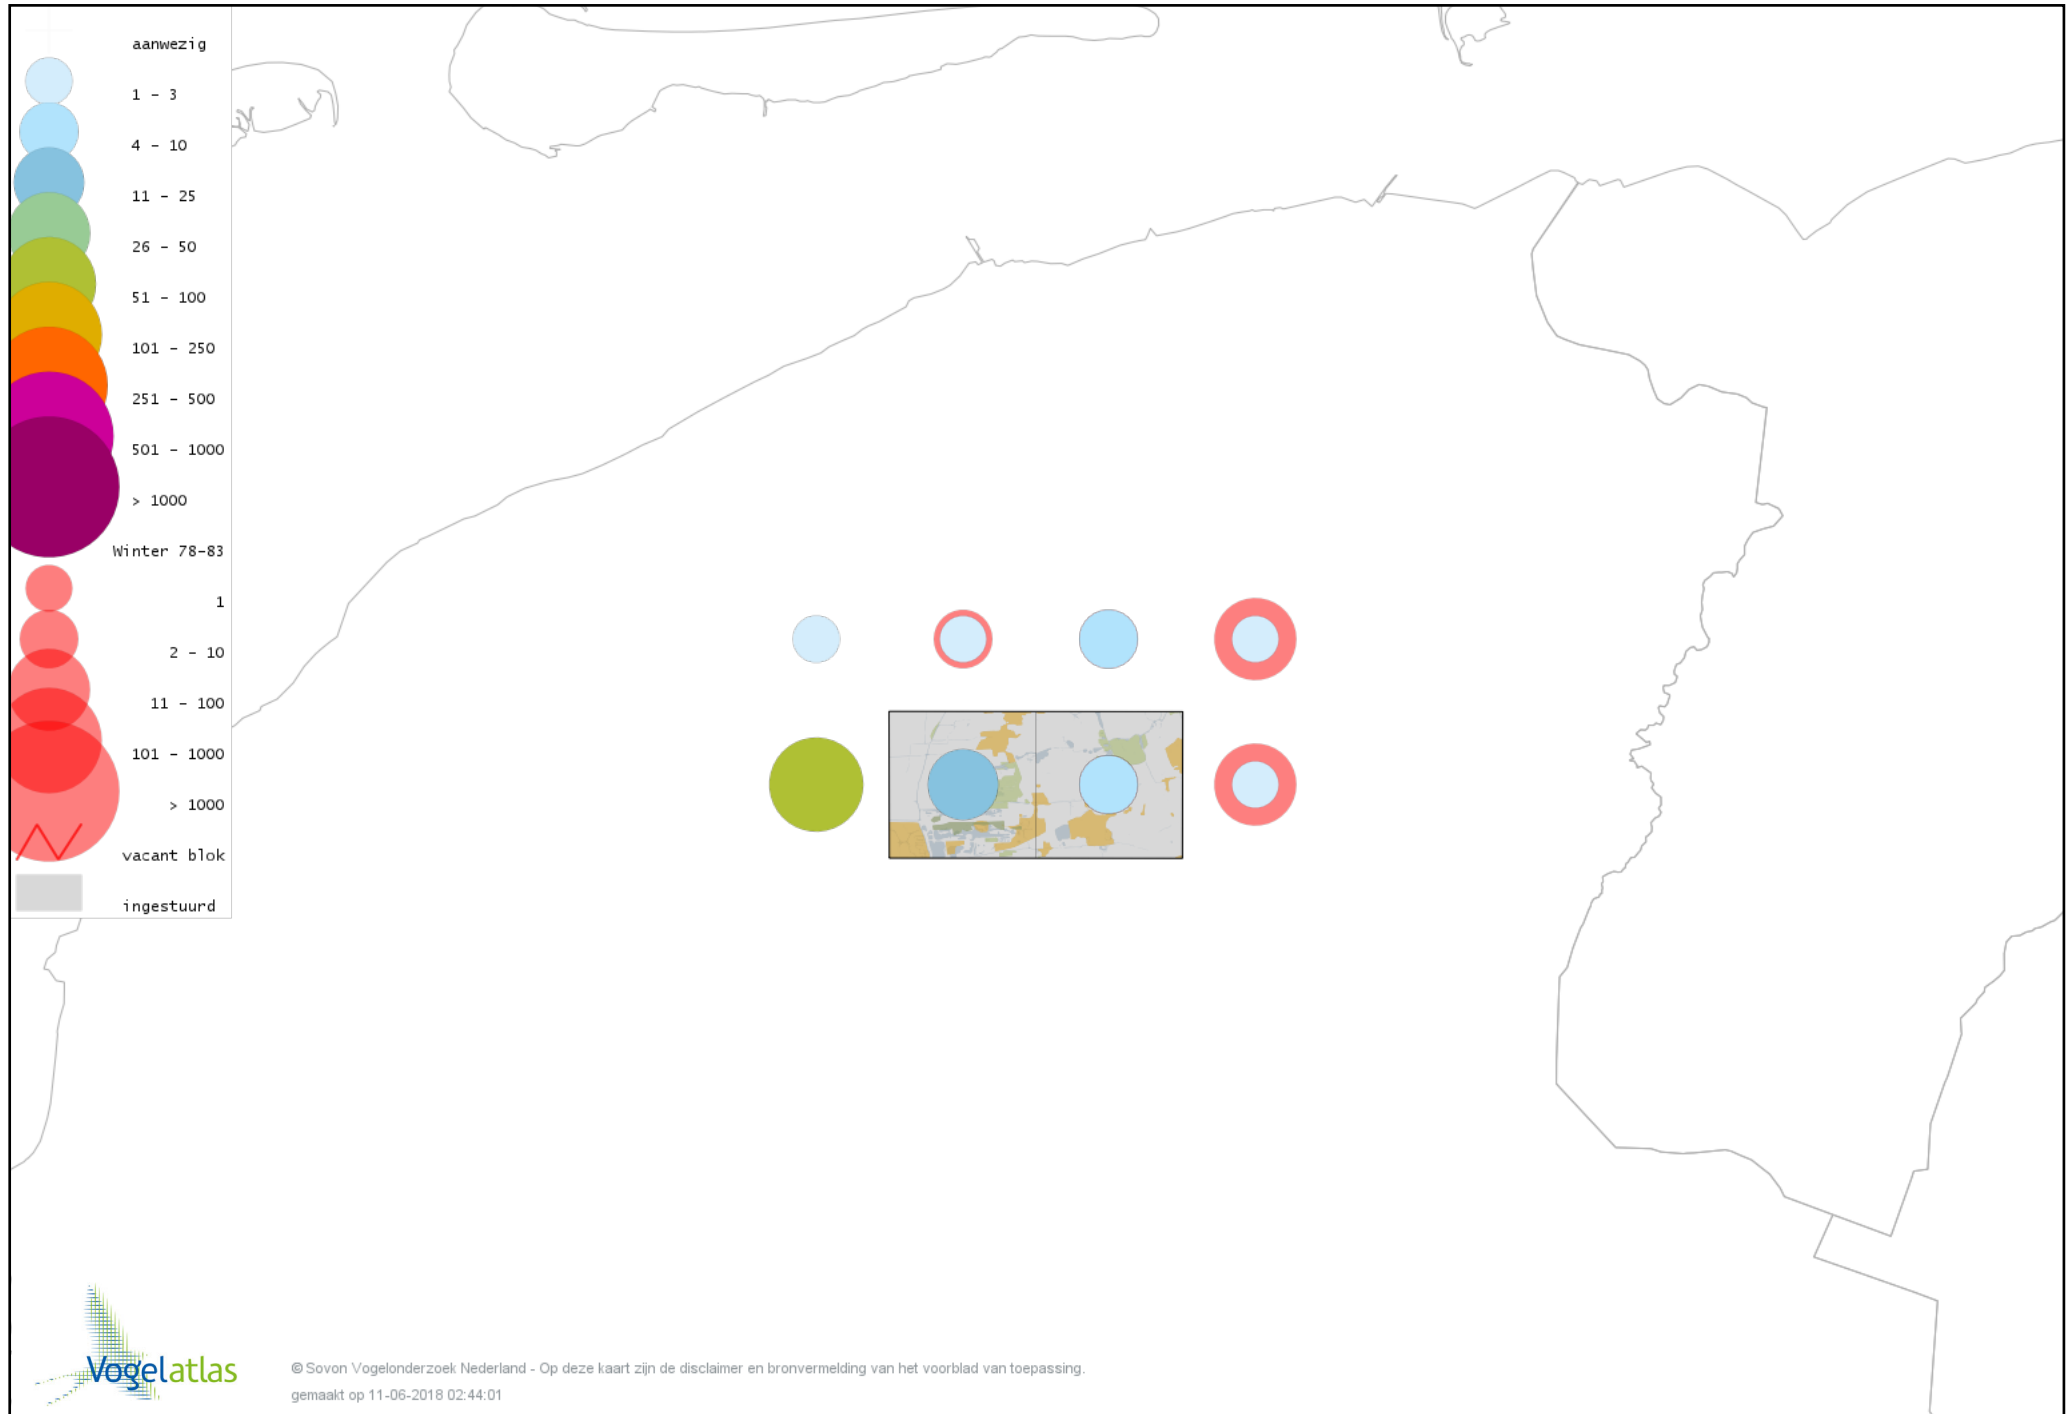 aanwezig
1 - 3
4 - 10
11 - 25
26 - 50
51 - 100
101 - 250
251 - 500
501 - 1000
> 1000
Winter 78-83
1
2 - 10
11 - 100
101 - 1000
> 1000
vacant blok
ingestuurd
Vogelatlas
© Sovon Vogelonderzoek Nederland - Op deze kaart zijn de disclaimer en bronvermelding van het voorblad van toepassing.
gemaakt op 11-06-2018 02:44:01